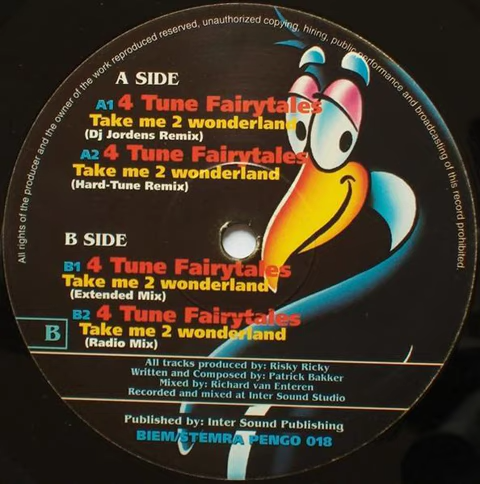 All rights of the producer and the owner of the work reproduced reserved, unauthorized copying, hiring, public performance and broadcasting of this record prohibited.
A SIDE
A1 4 Tune Fairytales
Take me 2 wonderland
(Dj Jordens Remix)
A2 4 Tune Fairytales
Take me 2 wonderland
(Hard-Tune Remix)
B SIDE
B1 4 Tune Fairytales
Take me 2 wonderland
(Extended Mix)
B2 4 Tune Fairytales
Take me 2 wonderland
(Radio Mix)
B
All tracks produced by: Risky Ricky
Written and Composed by: Patrick Bakker
Mixed by: Richard van Enteren
Recorded and mixed at Inter Sound Studio
Published by: Inter Sound Publishing
BIEM/STEMRA PENGO 018